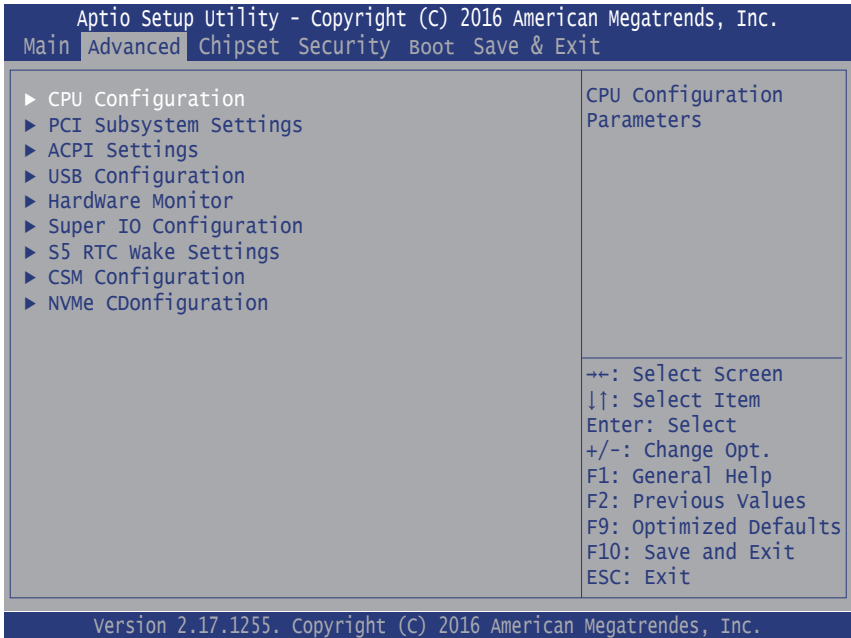 Aptio Setup Utility - Copyright (C) 2016 American Megatrends, Inc.
Main Advanced Chipset Security Boot Save & Exit
► CPU Configuration
► PCI Subsystem Settings
► ACPI Settings
► USB Configuration
► HardWare Monitor
► Super IO Configuration
► S5 RTC Wake Settings
► CSM Configuration
► NVMe CDonfiguration
CPU Configuration
Parameters
→←: Select Screen
↓↑: Select Item
Enter: Select
+/-: Change Opt.
F1: General Help
F2: Previous Values
F9: Optimized Defaults
F10: Save and Exit
ESC: Exit
Version 2.17.1255. Copyright (C) 2016 American Megatrendes, Inc.